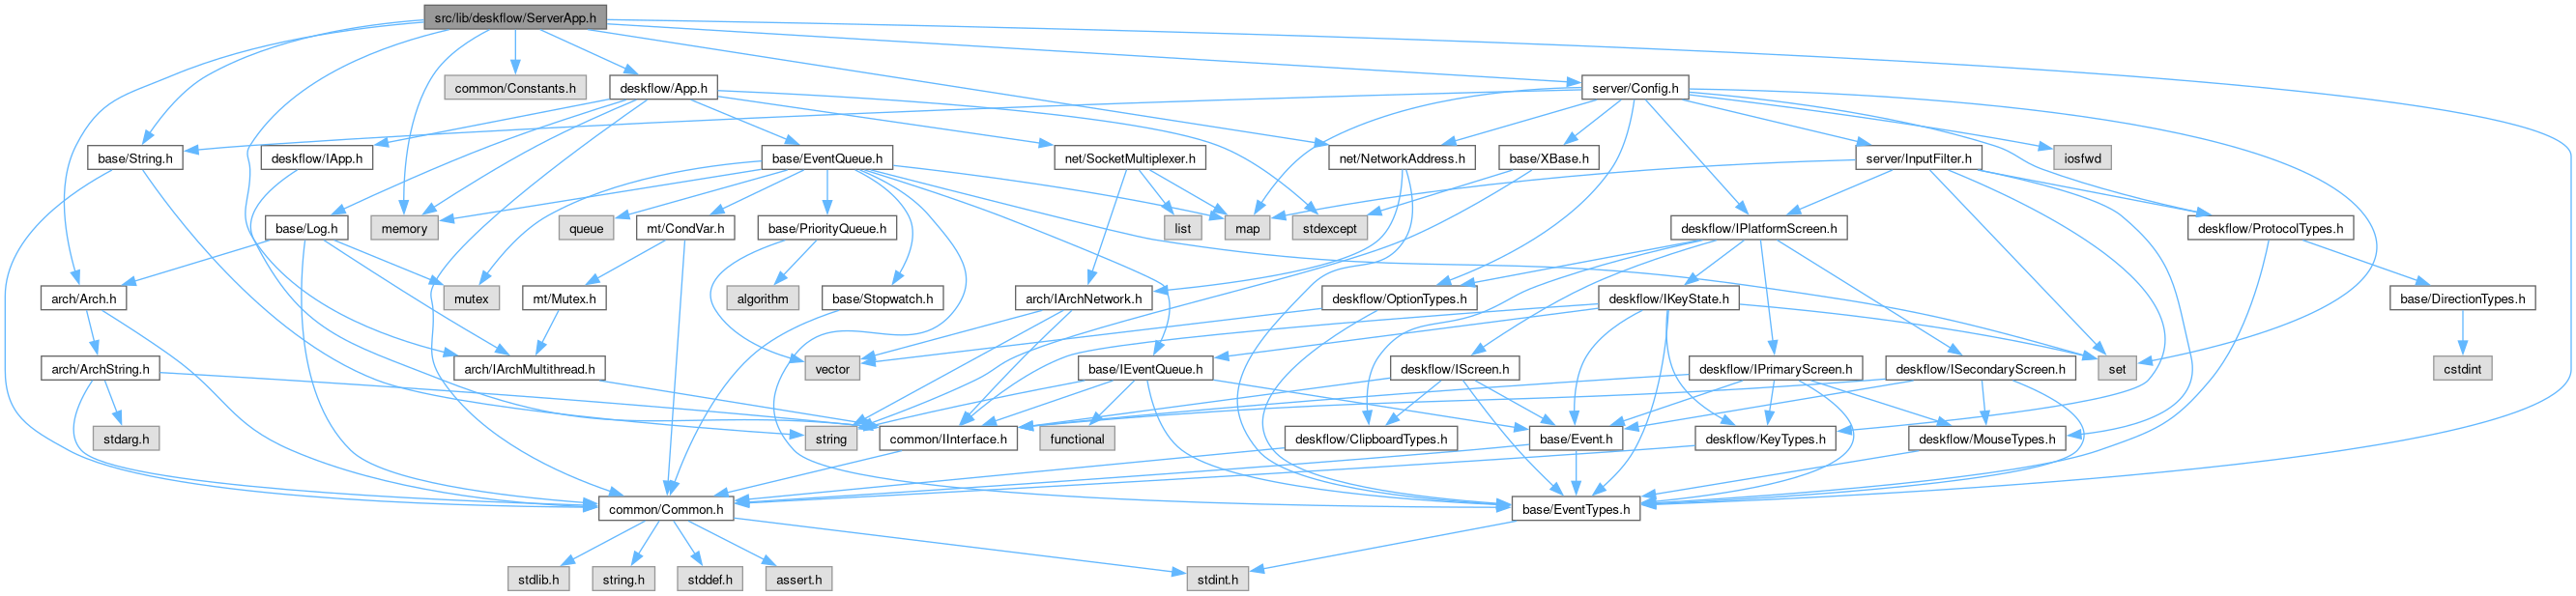 src/lib/deskflow/ServerApp.h
common/Constants.h
deskflow/App.h
server/Config.h
base/String.h
deskflow/IApp.h
base/EventQueue.h
net/SocketMultiplexer.h
net/NetworkAddress.h
base/XBase.h
server/InputFilter.h
iosfwd
base/Log.h
memory
queue
mt/CondVar.h
base/PriorityQueue.h
list
map
stdexcept
deskflow/IPlatformScreen.h
deskflow/ProtocolTypes.h
arch/Arch.h
mutex
mt/Mutex.h
algorithm
base/Stopwatch.h
arch/IArchNetwork.h
deskflow/OptionTypes.h
deskflow/IKeyState.h
base/DirectionTypes.h
arch/ArchString.h
arch/IArchMultithread.h
vector
base/IEventQueue.h
deskflow/IScreen.h
deskflow/IPrimaryScreen.h
deskflow/ISecondaryScreen.h
set
cstdint
stdarg.h
string
common/IInterface.h
functional
deskflow/ClipboardTypes.h
base/Event.h
deskflow/KeyTypes.h
deskflow/MouseTypes.h
common/Common.h
base/EventTypes.h
stdlib.h
string.h
stddef.h
assert.h
stdint.h